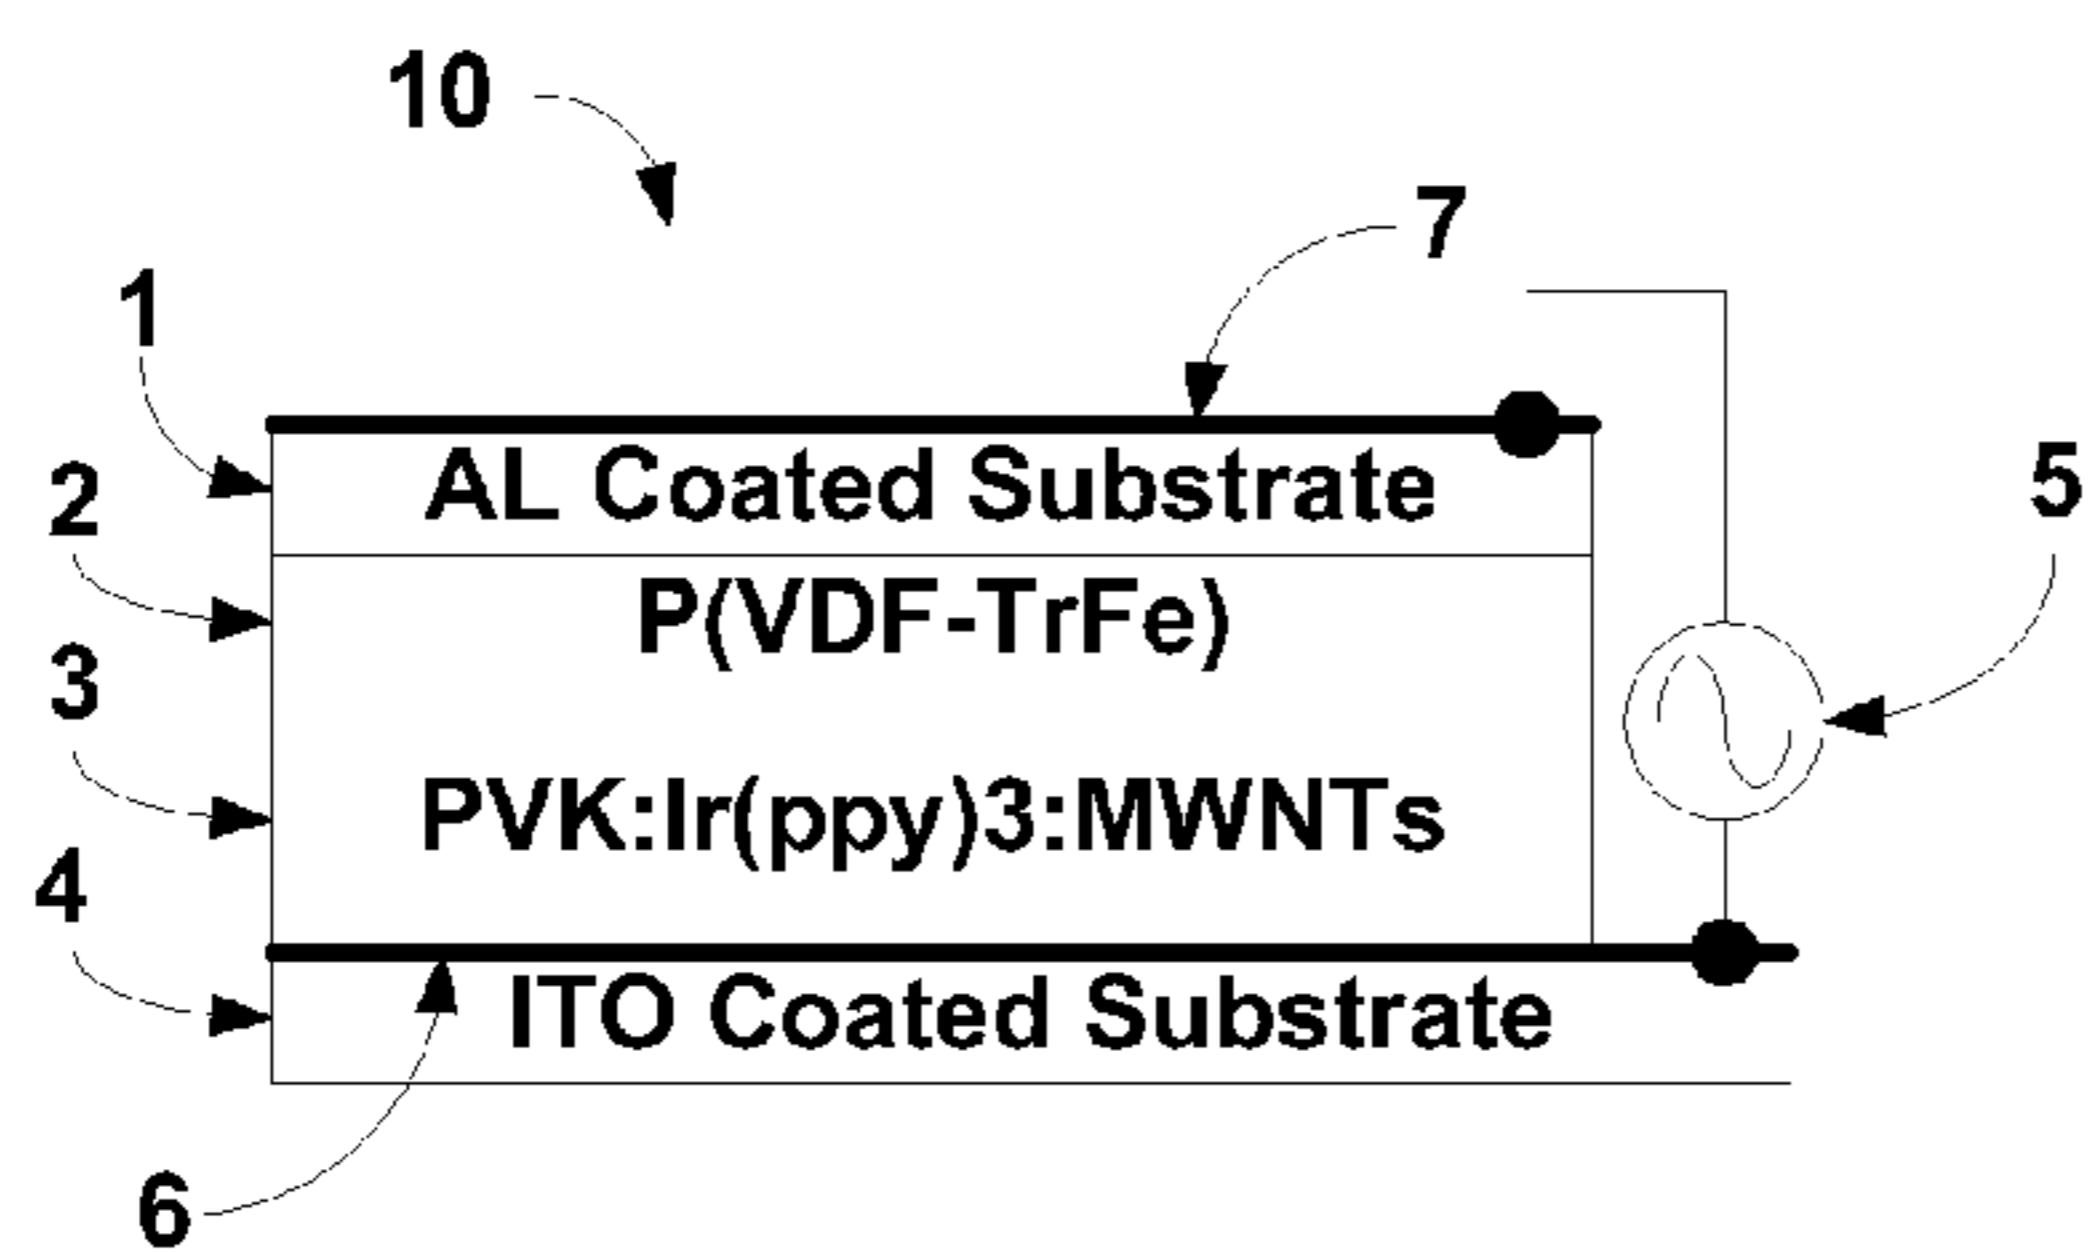 10
7
1
AL Coated Substrate
5
2
P(VDF-TrFe)
3
PVK:Ir(ppy)3:MWNTs
4
ITO Coated Substrate
6